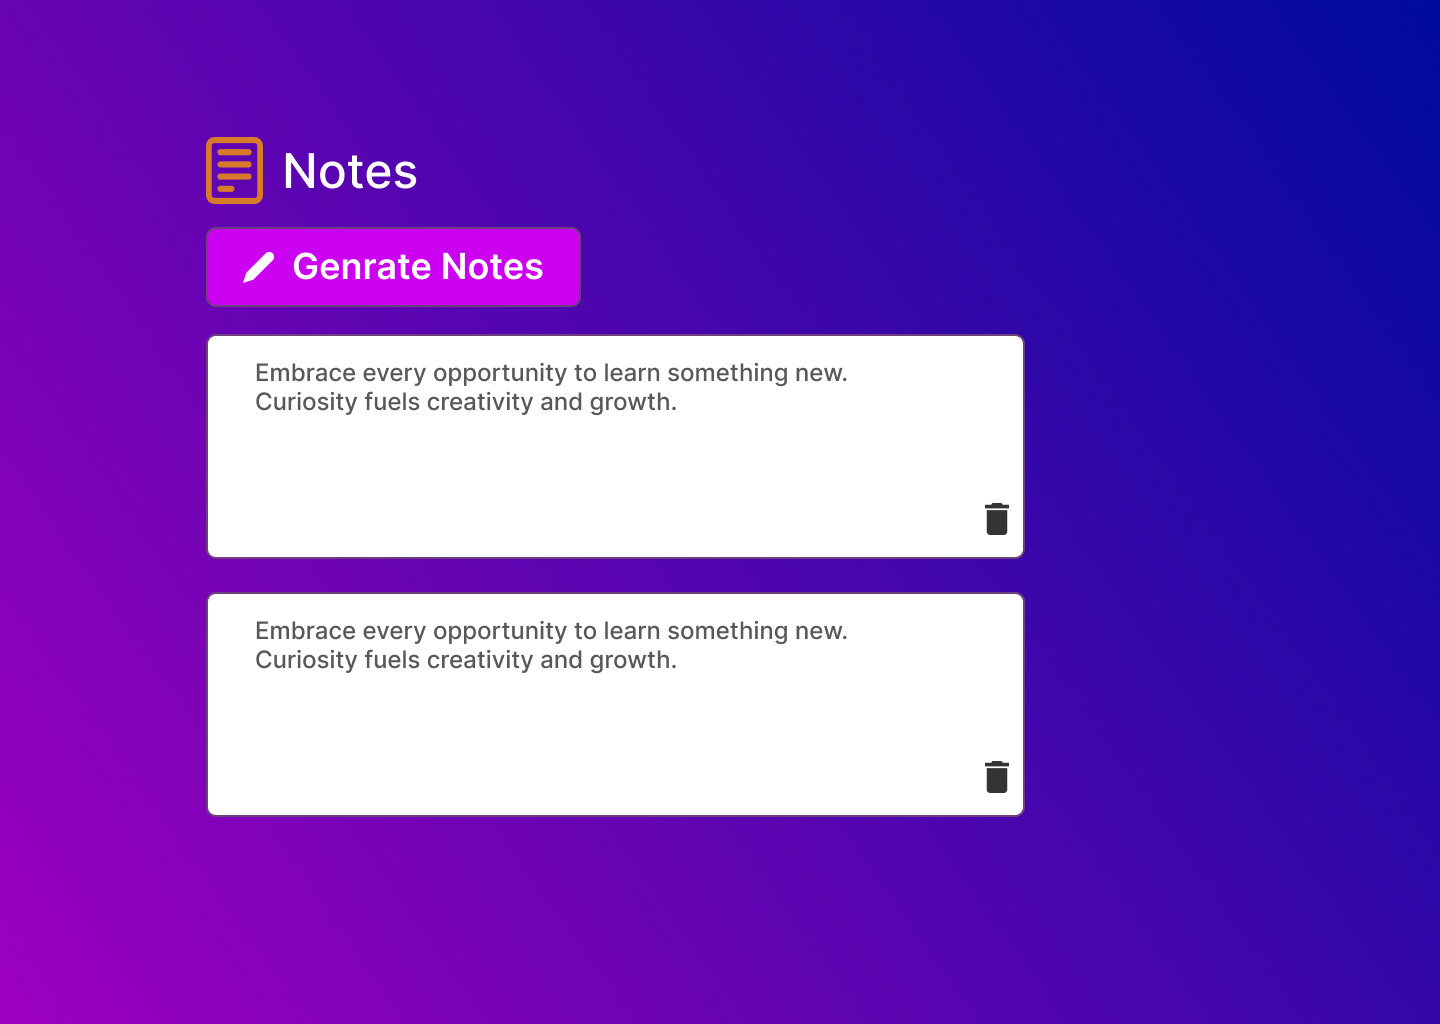 Notes
Genrate Notes
Embrace every opportunity to learn something new.
Curiosity fuels creativity and growth.
Embrace every opportunity to learn something new.
Curiosity fuels creativity and growth.